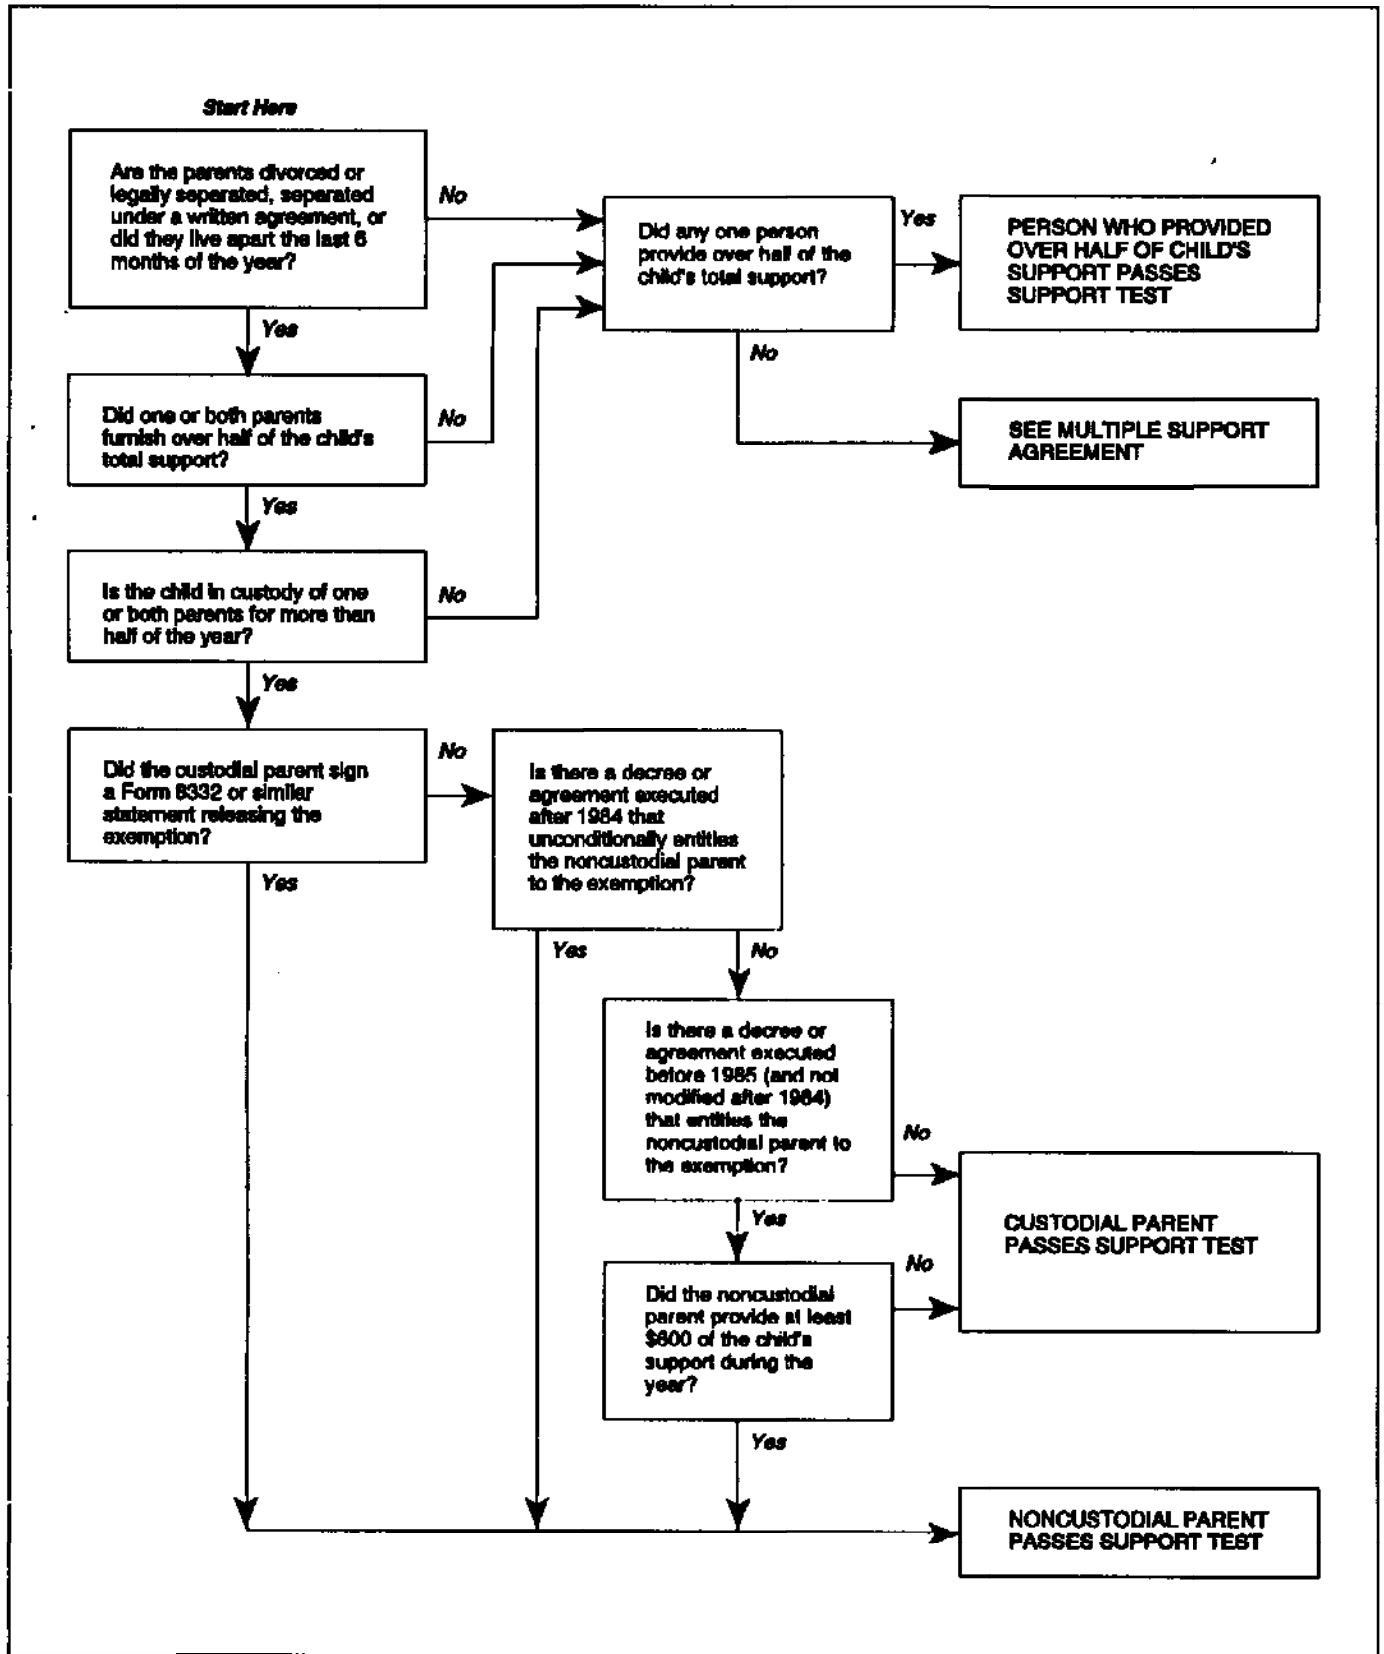 Start Here
Are the parents divorced or
legally separated, separated
under a written agreement, or
did they live apart the last 6
months of the year?
No
Yes
Did any one person
provide over half of the
child's total support?
Yes
No
PERSON WHO PROVIDED
OVER HALF OF CHILD'S
SUPPORT PASSES
SUPPORT TEST
Did one or both parents
furnish over half of the child's
total support?
No
Yes
SEE MULTIPLE SUPPORT
AGREEMENT
Is the child in custody of one
or both parents for more than
half of the year?
No
Yes
Did the custodial parent sign
a Form 8332 or similar
statement releasing the
exemption?
No
Yes
Is there a decree or
agreement executed
after 1984 that
unconditionally entitles
the noncustodial parent
to the exemption?
Yes
No
Is there a decree or
agreement executed
before 1985 (and not
modified after 1984)
that entitles the
noncustodial parent to
the exemption?
No
Yes
CUSTODIAL PARENT
PASSES SUPPORT TEST
Did the noncustodial
parent provide at least
$600 of the child's
support during the
year?
No
Yes
NONCUSTODIAL PARENT
PASSES SUPPORT TEST